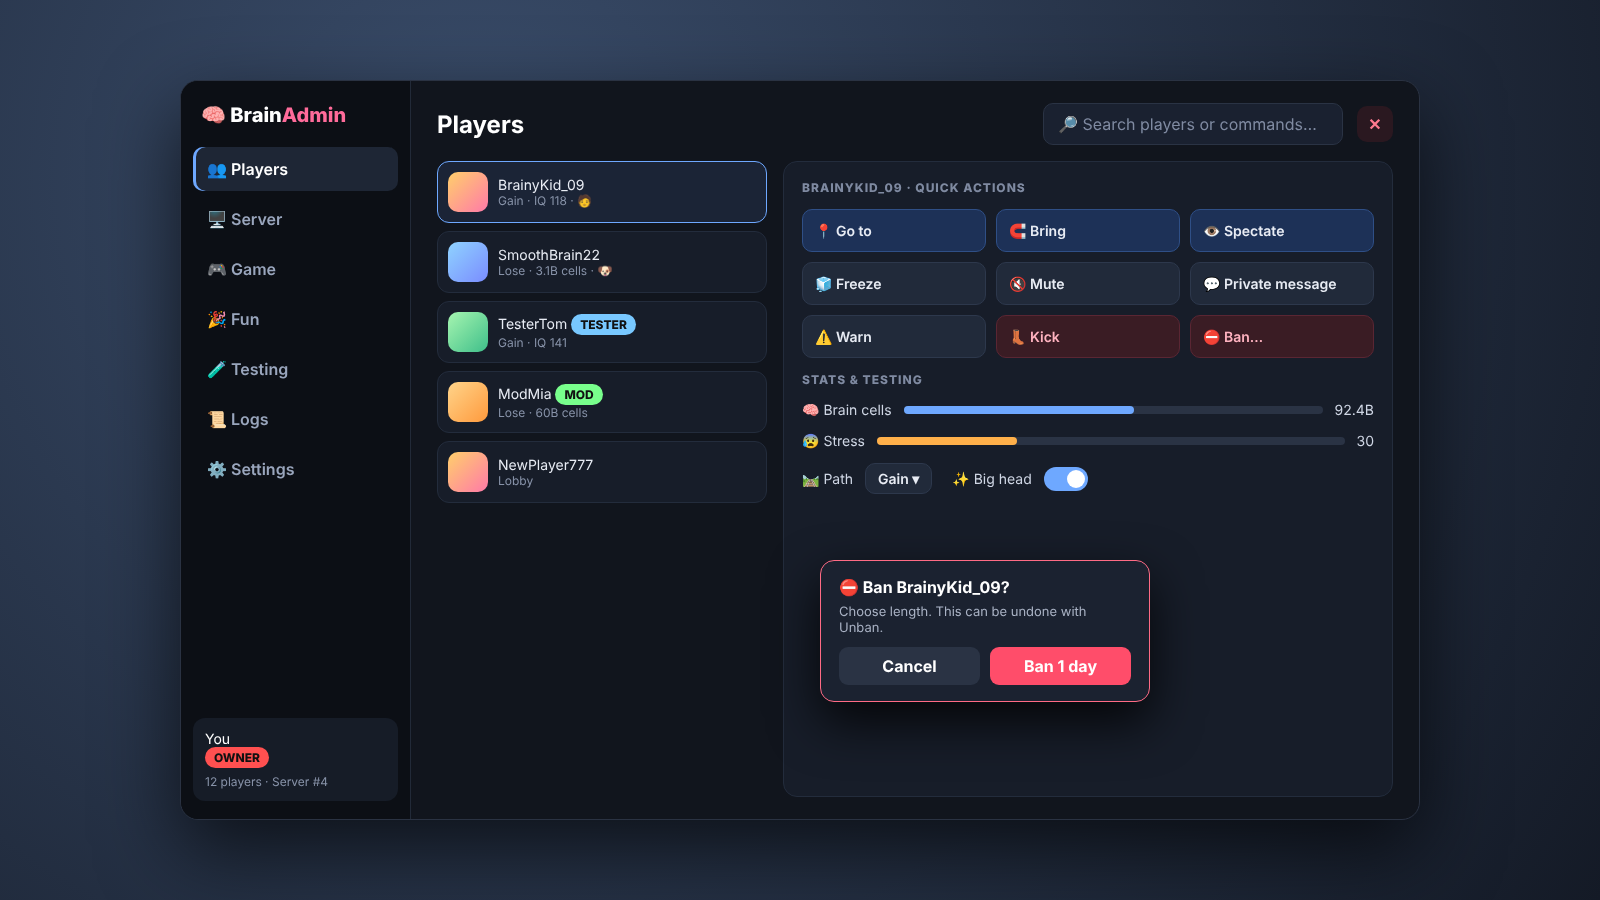 🧠 BrainAdmin
👥 Players
🖥️ Server
🎮 Game
🎉 Fun
🧪 Testing
📜 Logs
⚙️ Settings
You
OWNER
12 players · Server #4
Players
🔎 Search players or commands...
✕
BrainyKid_09
Gain · IQ 118 · 🧑
SmoothBrain22
Lose · 3.1B cells · 🐶
TesterTom TESTER
Gain · IQ 141
ModMia MOD
Lose · 60B cells
NewPlayer777
Lobby
BRAINYKID_09 · QUICK ACTIONS
📍 Go to
🧲 Bring
👁️ Spectate
🧊 Freeze
🔇 Mute
💬 Private message
⚠️ Warn
👢 Kick
⛔ Ban...
STATS & TESTING
🧠 Brain cells 92.4B
😰 Stress 30
🛤️ Path Gain ▾ ✨ Big head
⛔ Ban BrainyKid_09?
Choose length. This can be undone with
Unban.
Cancel
Ban 1 day